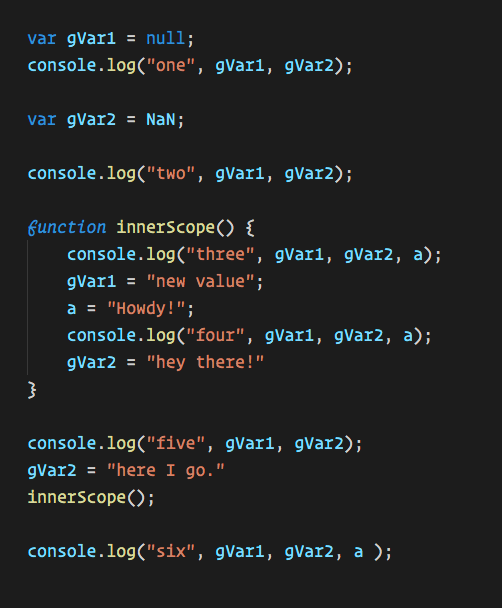 var gVar1 = null;
console.log("one", gVar1, gVar2);
var gVar2 = NaN;
console.log("two", gVar1, gVar2);
function innerScope() {
console.log("three", gVar1, gVar2, a);
gVar1 = "new value";
a = "Howdy!";
console.log("four", gVar1, gVar2, a);
gVar2 = "hey there!"
}
console.log("five", gVar1, gVar2);
gVar2 = "here I go."
innerScope();
console.log("six", gVar1, gVar2, a );